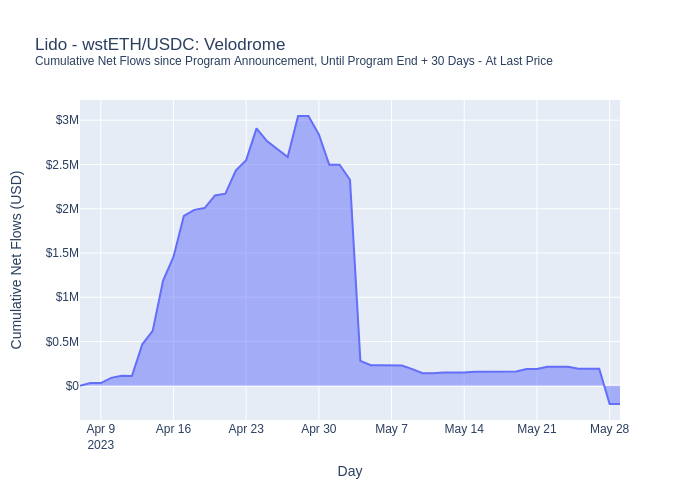 Lido - wstETH/USDC: Velodrome
Cumulative Net Flows since Program Announcement, Until Program End + 30 Days - At Last Price
$3M
$2.5M
$2M
$1.5M
$1M
$0.5M
$0
Cumulative Net Flows (USD)
Apr 9
2023
Apr 16
Apr 23
Apr 30
May 7
May 14
May 21
May 28
Day